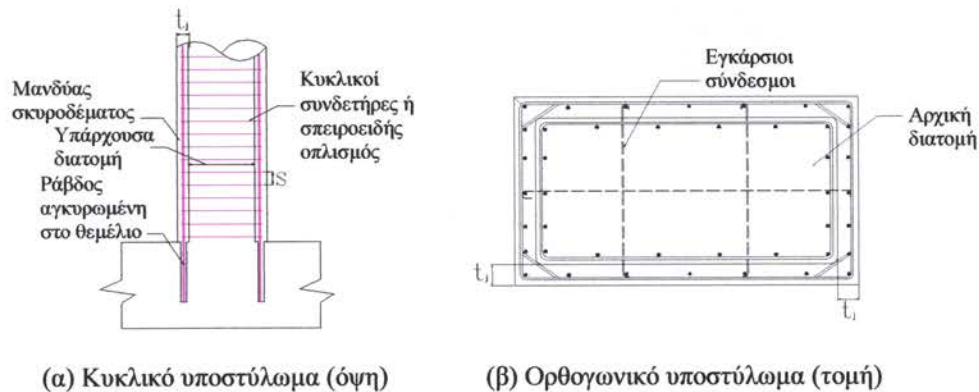 tⱼ
Μανδύας
σκυροδέματος
Υπάρχουσα
διατομή
Ράβδος
αγκυρωμένη
στο θεμέλιο
Κυκλικοί
συνδετήρες ή
σπειροειδής
οπλισμός
S
(α) Κυκλικό υποστύλωμα (όψη)
Εγκάρσιοι
σύνδεσμοι
Αρχική
διατομή
tⱼ
tⱼ
(β) Ορθογωνικό υποστύλωμα (τομή)